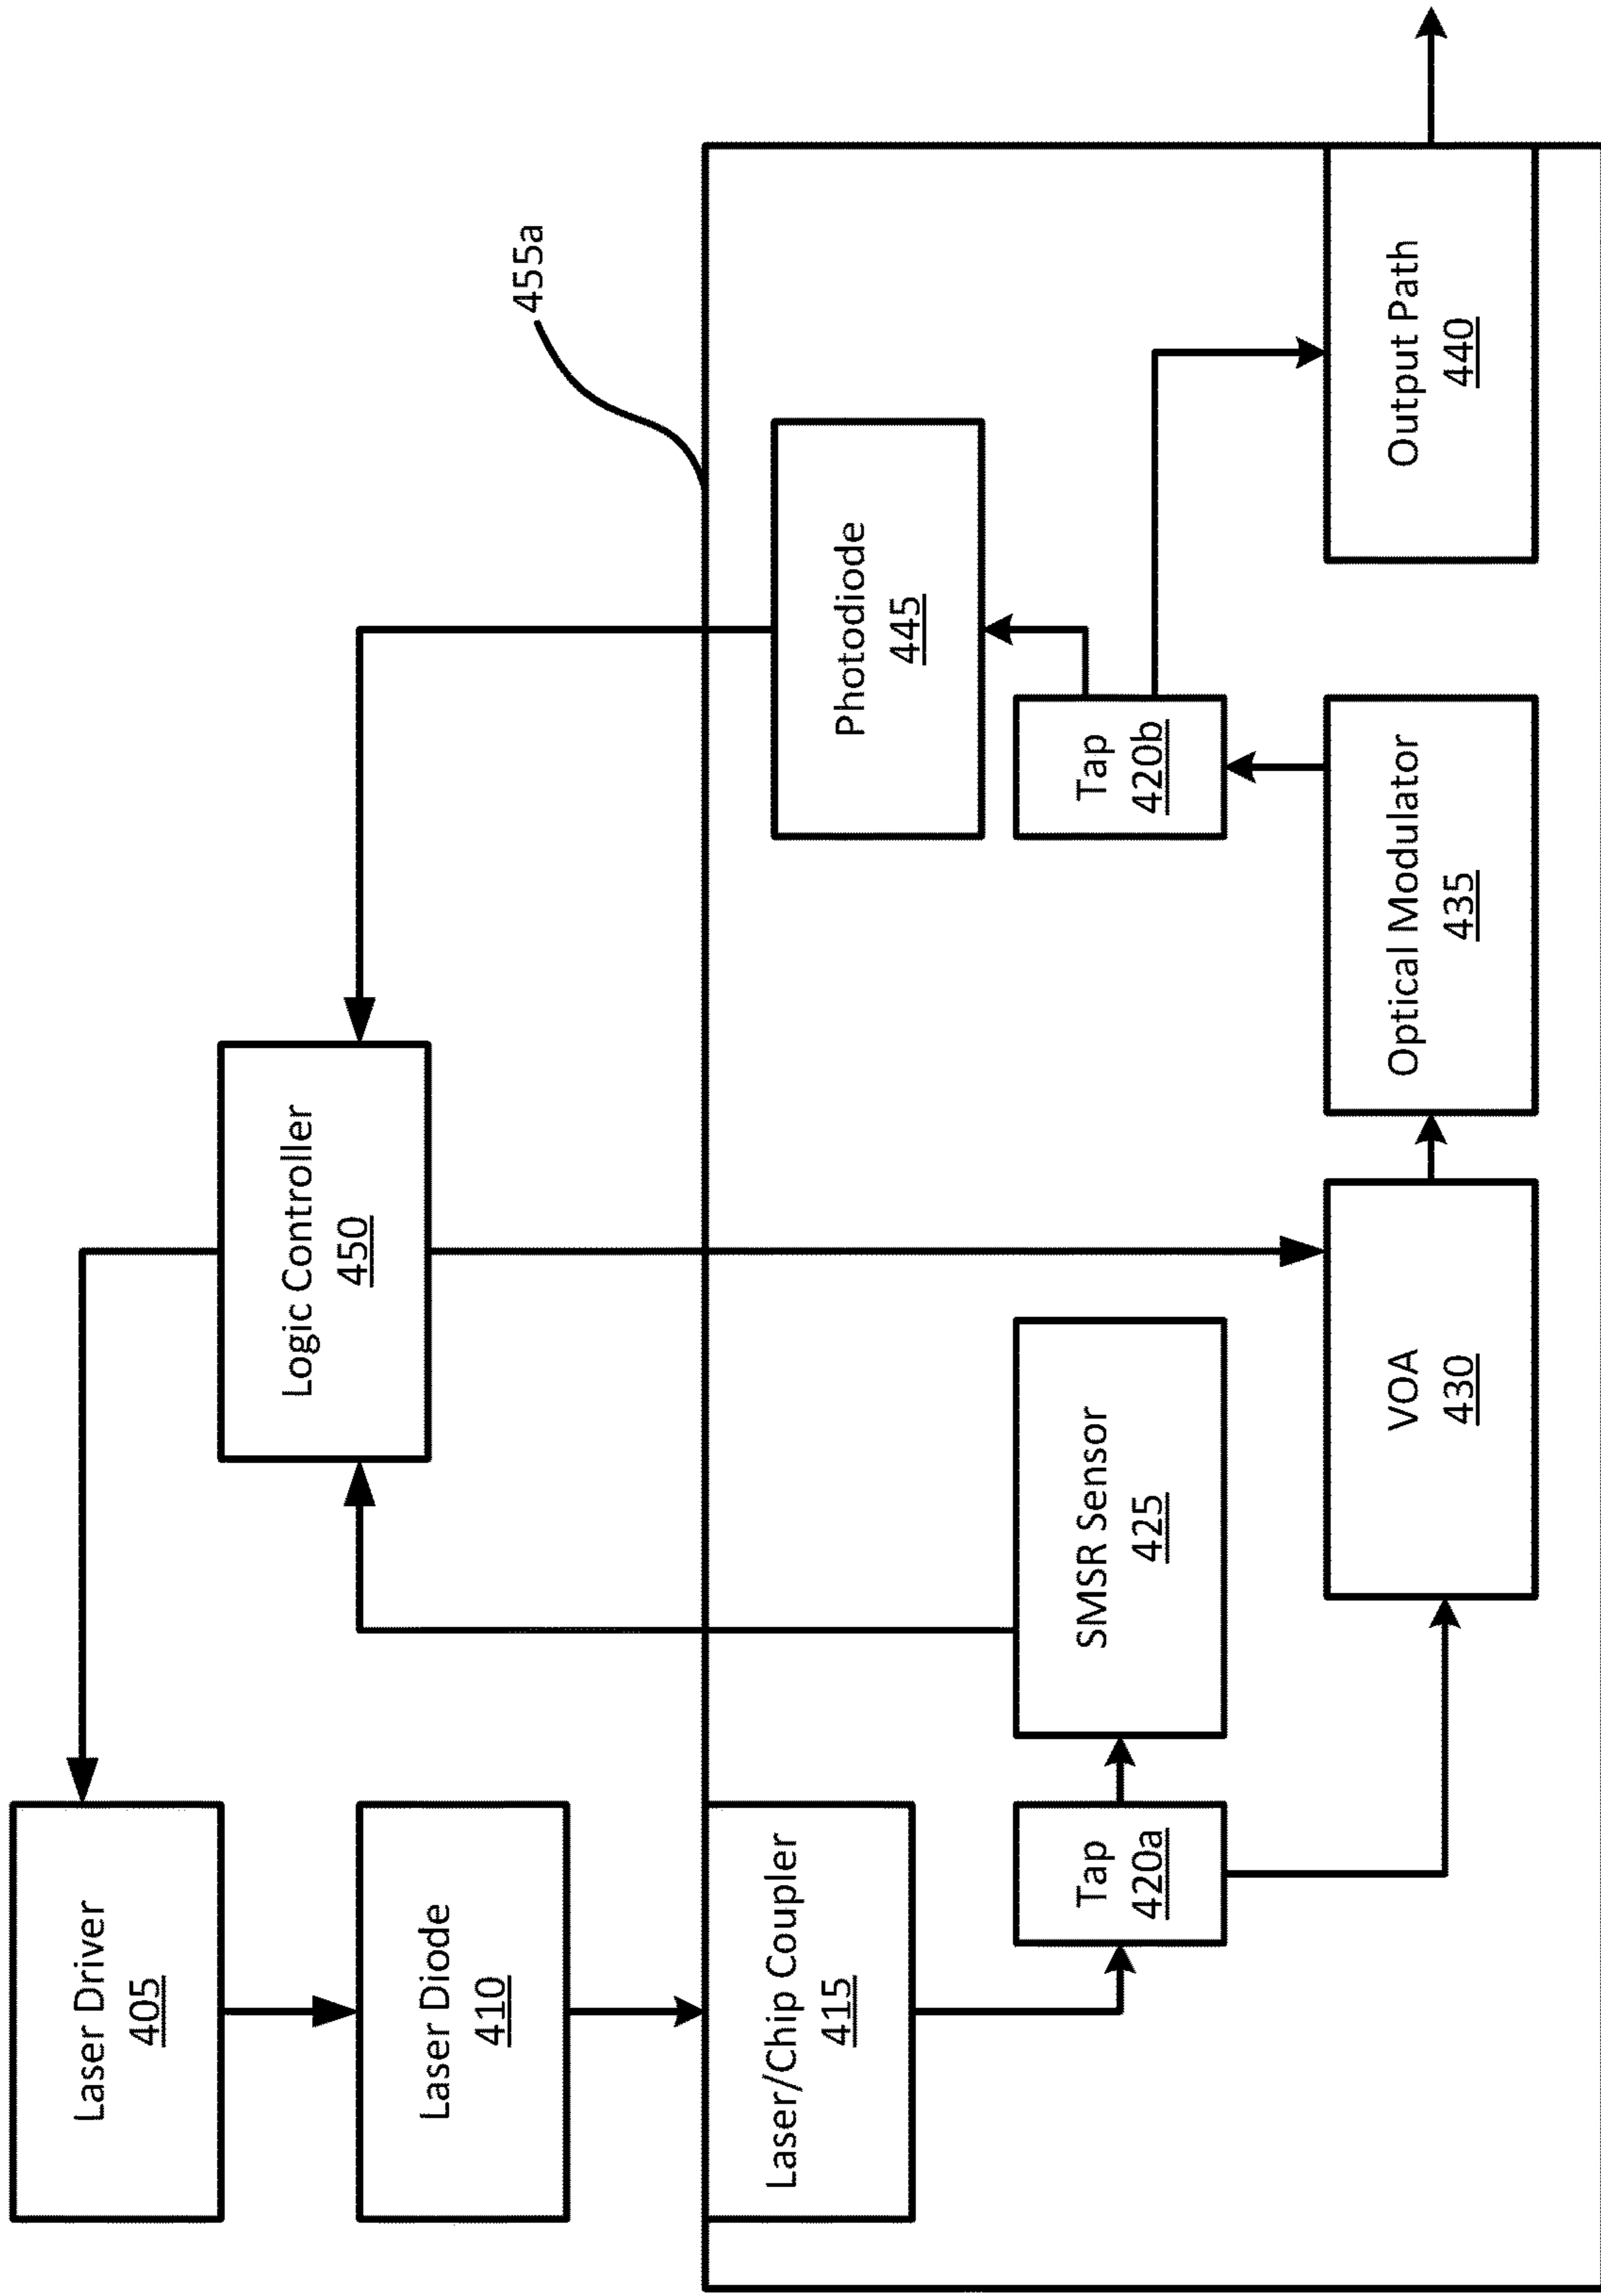 Laser Driver
405
Laser Diode
410
Laser/Chip Coupler
415
Tap
420a
SMSR Sensor
425
VOA
430
Logic Controller
450
Optical Modulator
435
Tap
420b
Photodiode
445
Output Path
440
455a